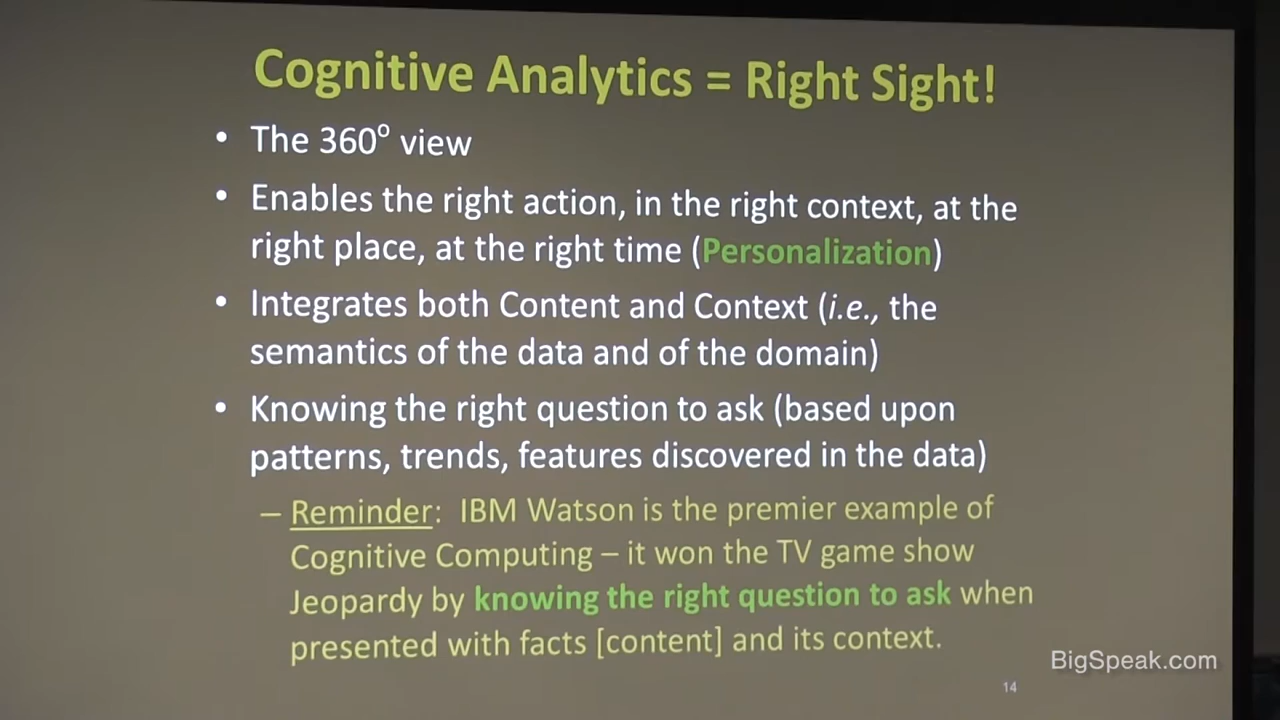 Cognitive Analytics = Right Sight!
• The 360º view
• Enables the right action, in the right context, at the
right place, at the right time (Personalization)
• Integrates both Content and Context (i.e., the
semantics of the data and of the domain)
• Knowing the right question to ask (based upon
patterns, trends, features discovered in the data)
– Reminder: IBM Watson is the premier example of
Cognitive Computing – it won the TV game show
Jeopardy by knowing the right question to ask when
presented with facts [content] and its context.
BigSpeak.com
14